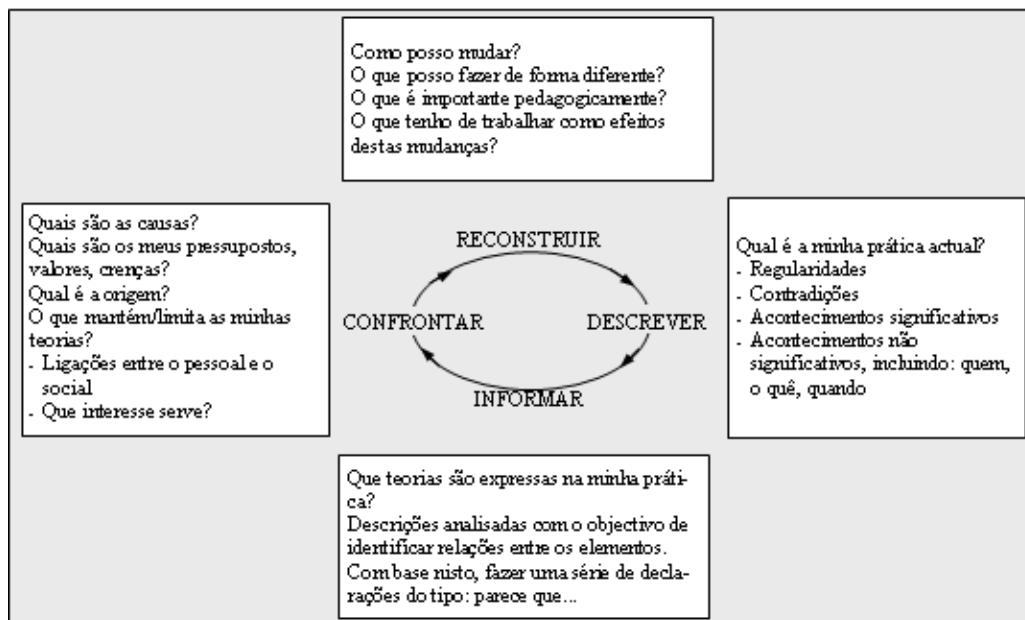 Como posso mudar?
O que posso fazer de forma diferente?
O que é importante pedagogicamente?
O que tenho de trabalhar como efeitos
destas mudanças?
Quais são as causas?
Quais são os meus pressupostos,
valores, crenças?
Qual é a origem?
O que mantém/limita as minhas
teorias?
- Ligações entre o pessoal e o
social
- Que interesse serve?
RECONSTRUIR
CONFRONTAR
DESCREVER
INFORMAR
Qual é a minha prática actual?
- Regularidades
- Contradições
- Acontecimentos significativos
- Acontecimentos não
significativos, incluindo: quem,
o quê, quando
Que teorias são expressas na minha práti-
ca?
Descrições analisadas com o objectivo de
identificar relações entre os elementos.
Com base nisto, fazer uma série de decla-
rações do tipo: parece que...